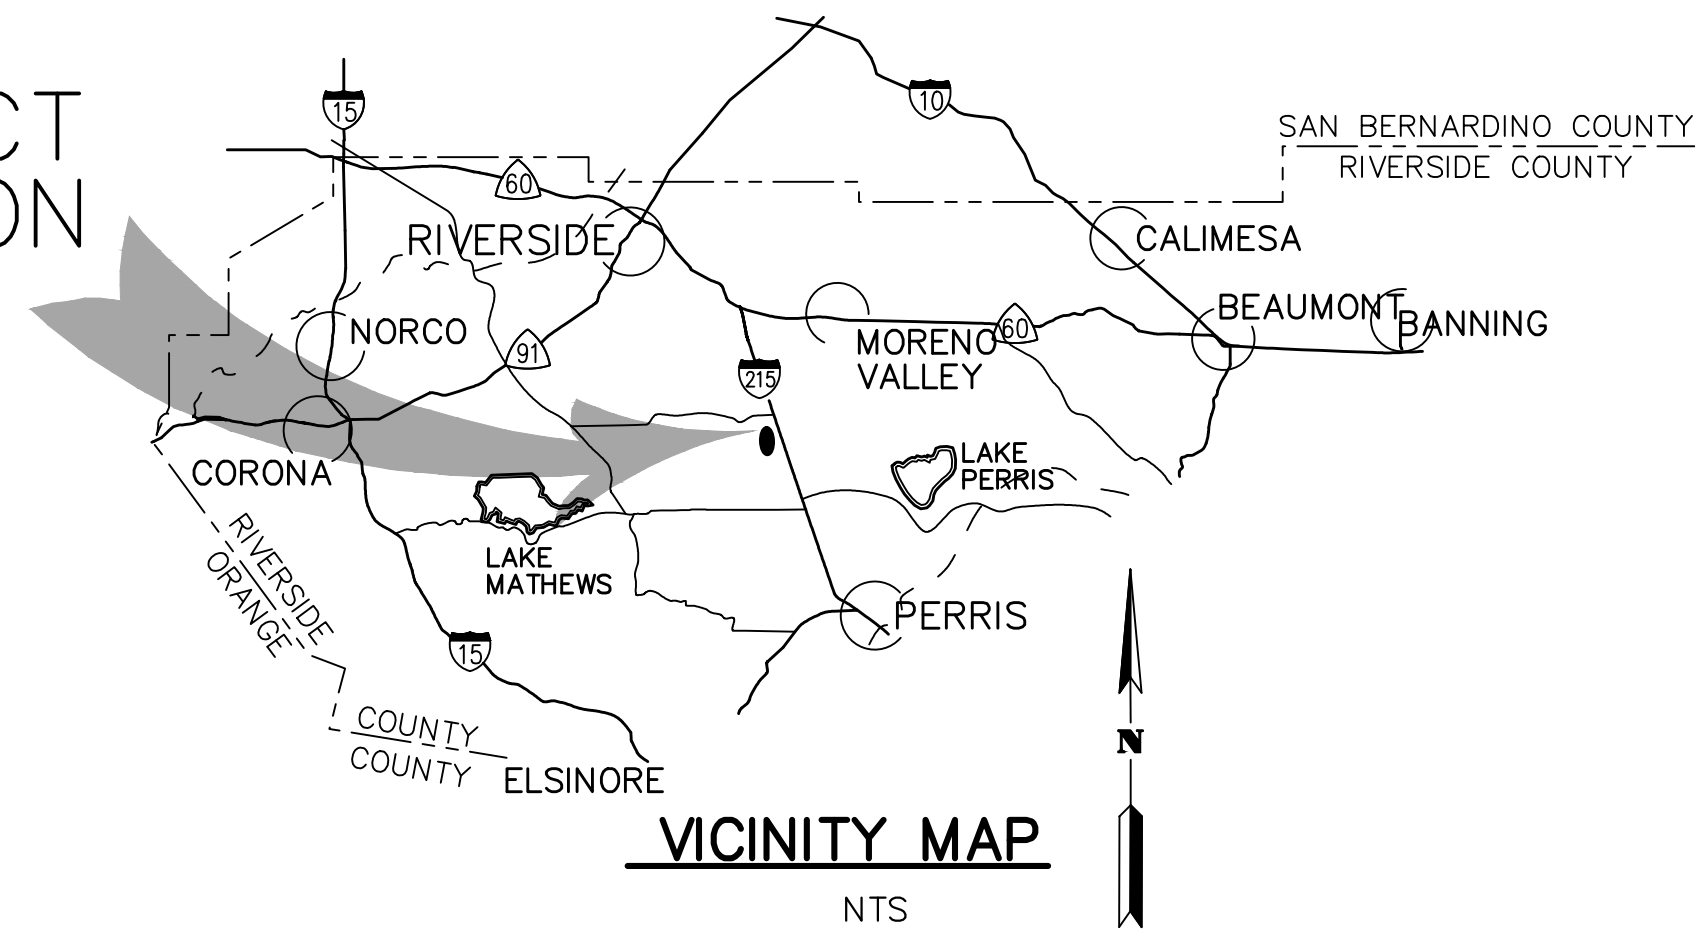 CT
ON
15
10
SAN BERNARDINO COUNTY
RIVERSIDE COUNTY
60
RIVERSIDE
CALIMESA
NORCO
91
MORENO
VALLEY
60
BEAUMONT
BANNING
215
CORONA
LAKE
PERRIS
LAKE
MATHEWS
RIVERSIDE
ORANGE
PERRIS
15
COUNTY
COUNTY
ELSINORE
N
VICINITY MAP
NTS